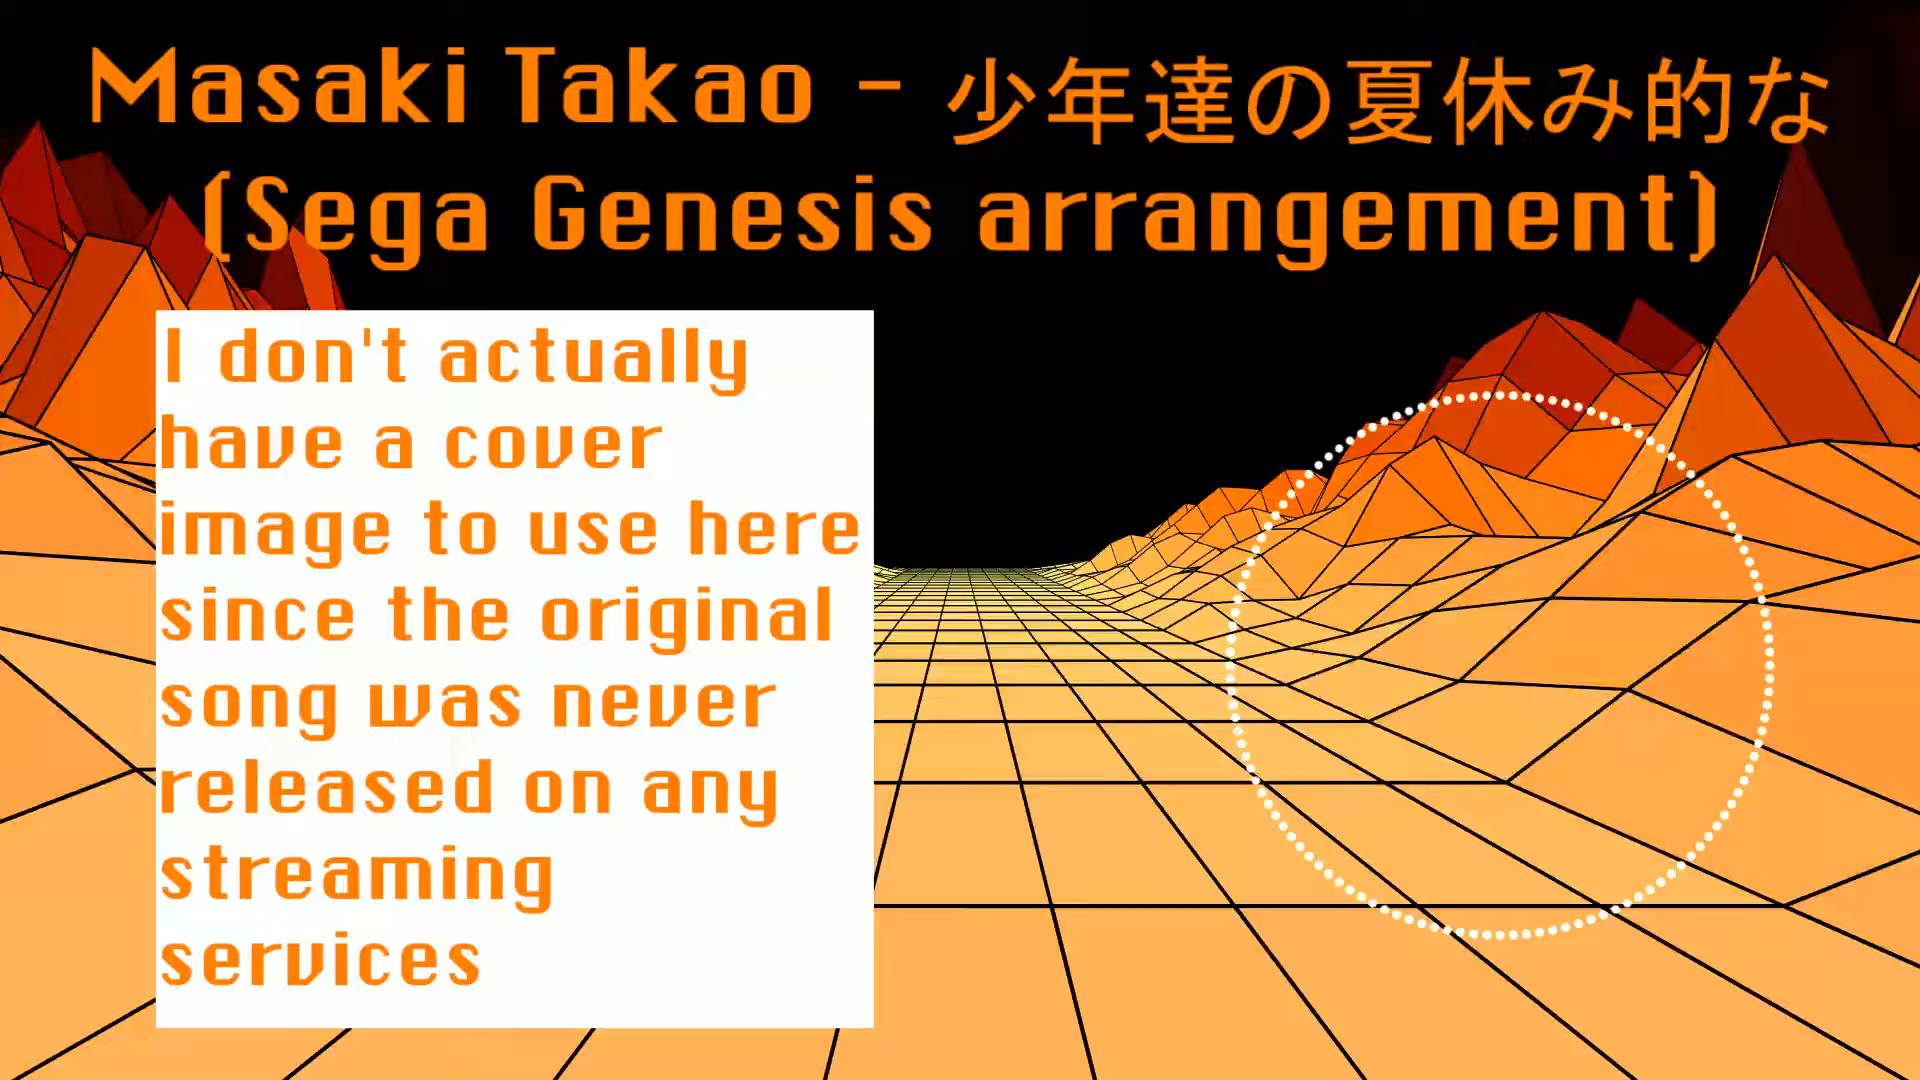 Masaki Takao - 少年達の夏休み的な
(Sega Genesis arrangement)
I don't actually
have a cover
image to use here
since the original
song was never
released on any
streaming
services